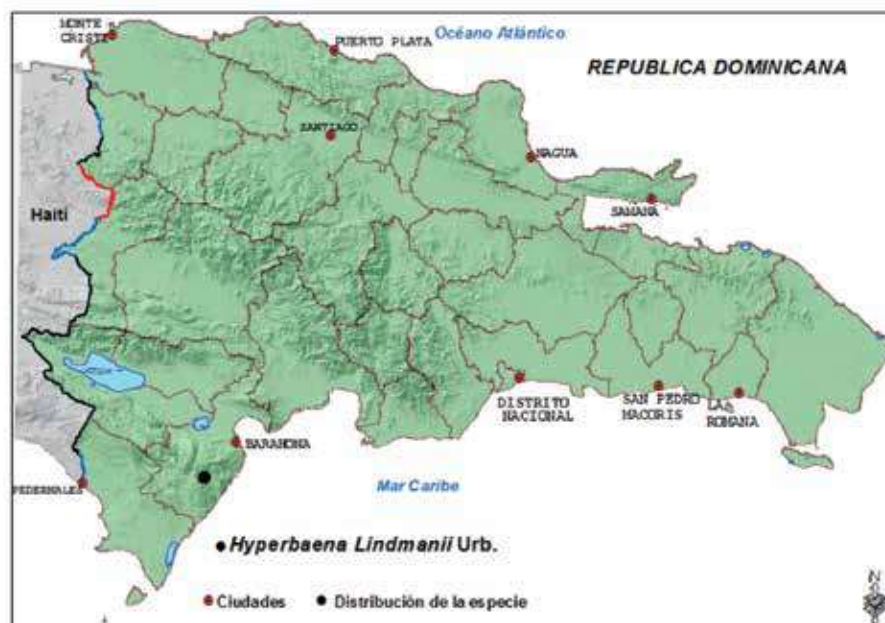 MONTE
CRISTI
PUERTO PLATA
Océano Atlántico
REPUBLICA DOMINICANA
SANTIAGO
NAGUA
SAMANA
Haití
DISTRITO
NACIONAL
SAN PEDRO
MACORIS
LA
ROMANA
BARAHONA
PEDERNALES
Mar Caribe
Hyperbaena Lindmanii Urb.
Ciudades
Distribución de la especie
N